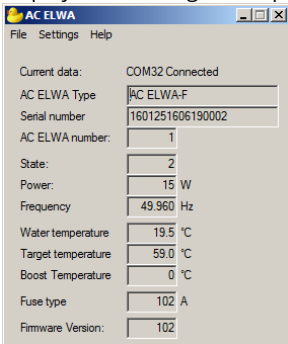 AC ELWA
File Settings Help
Current data: COM32 Connected
AC ELWA Type AC ELWA-F
Serial number 1601251606190002
AC ELWA number: 1
State: 2
Power: 15 W
Frequency 49.960 Hz
Water temperature 19.5 °C
Target temperature 59.0 °C
Boost Temperature 0 °C
Fuse type 102 A
Firmware Version: 102